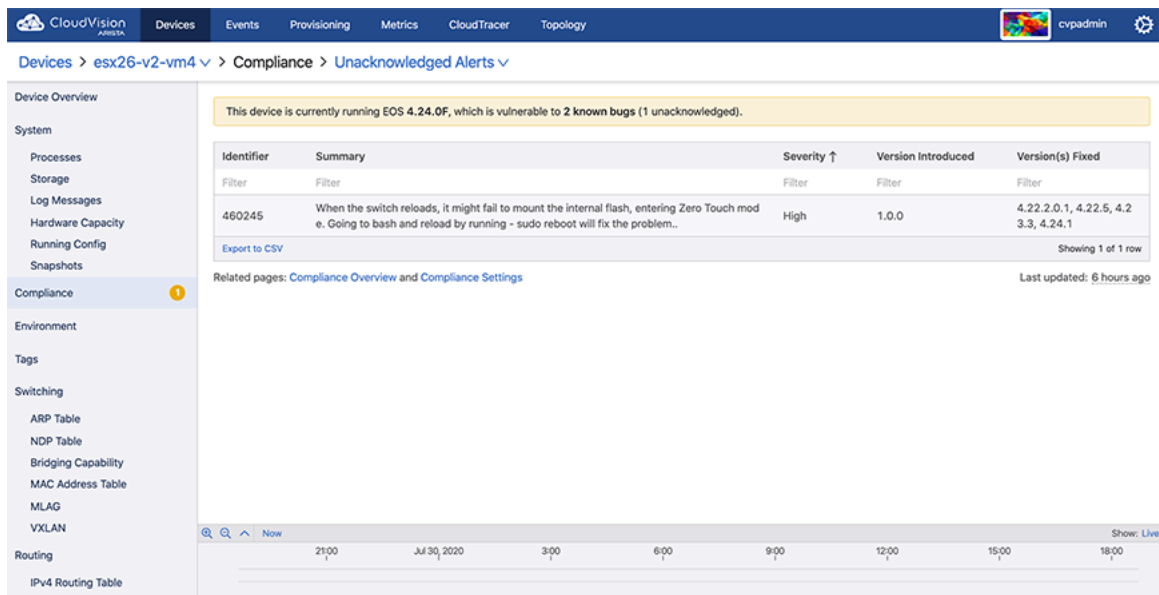 CloudVision
ARISTA
Devices
Events
Provisioning
Metrics
CloudTracer
Topology
cvpadmin
Devices > esx26-v2-vm4 > Compliance > Unacknowledged Alerts
Device Overview
System
Processes
Storage
Log Messages
Hardware Capacity
Running Config
Snapshots
Compliance
1
Environment
Tags
Switching
ARP Table
NDP Table
Bridging Capability
MAC Address Table
MLAG
VXLAN
Routing
IPv4 Routing Table
This device is currently running EOS 4.24.0F, which is vulnerable to 2 known bugs (1 unacknowledged).
Identifier Summary Severity ↑ Version Introduced Version(s) Fixed
Filter Filter Filter Filter Filter
460245
When the switch reloads, it might fail to mount the internal flash, entering Zero Touch mod
e. Going to bash and reload by running - sudo reboot will fix the problem..
High
1.0.0
4.22.2.0.1, 4.22.5, 4.2
3.3, 4.24.1
Export to CSV
Showing 1 of 1 row
Related pages: Compliance Overview and Compliance Settings
Last updated: 6 hours ago
Now
Show: Live
21:00 Jul 30, 2020 3:00 6:00 9:00 12:00 15:00 18:00